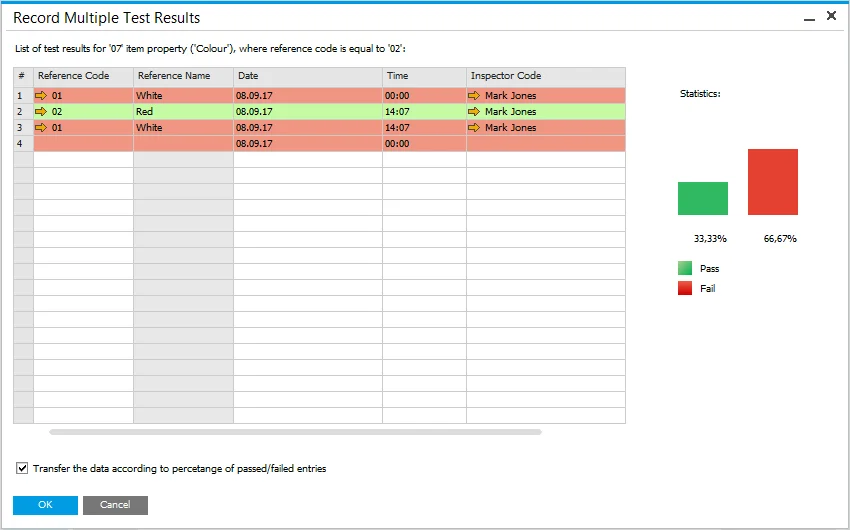 Record Multiple Test Results
List of test results for '07' item property ('Colour'), where reference code is equal to '02':
# Reference Code Reference Name Date Time Inspector Code
1 01 White 08.09.17 00:00 Mark Jones
2 02 Red 08.09.17 14:07 Mark Jones
3 01 White 08.09.17 14:07 Mark Jones
4 08.09.17 00:00
Statistics:
33,33% 66,67%
Pass
Fail
Transfer the data according to percetange of passed/failed entries
OK Cancel